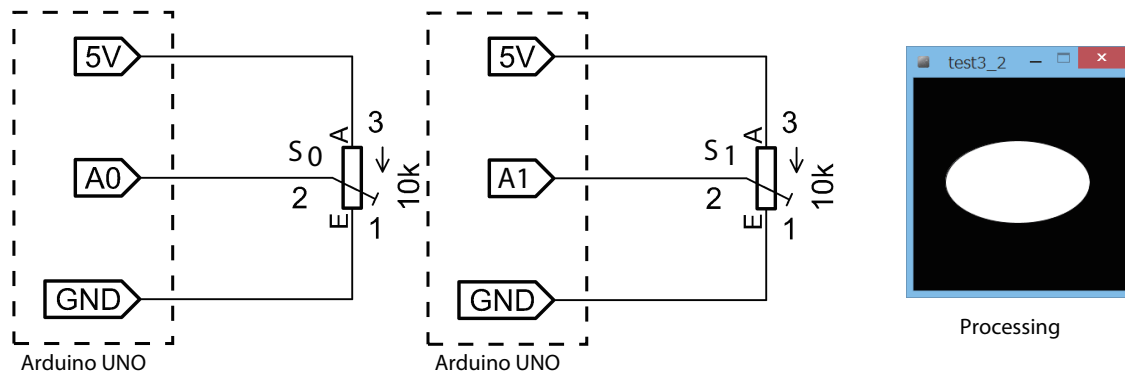 5V
A
3
S0
A0
2
10k
E
1
GND
Arduino UNO
5V
A
3
S1
A1
2
10k
E
1
GND
Arduino UNO
test3_2
Processing